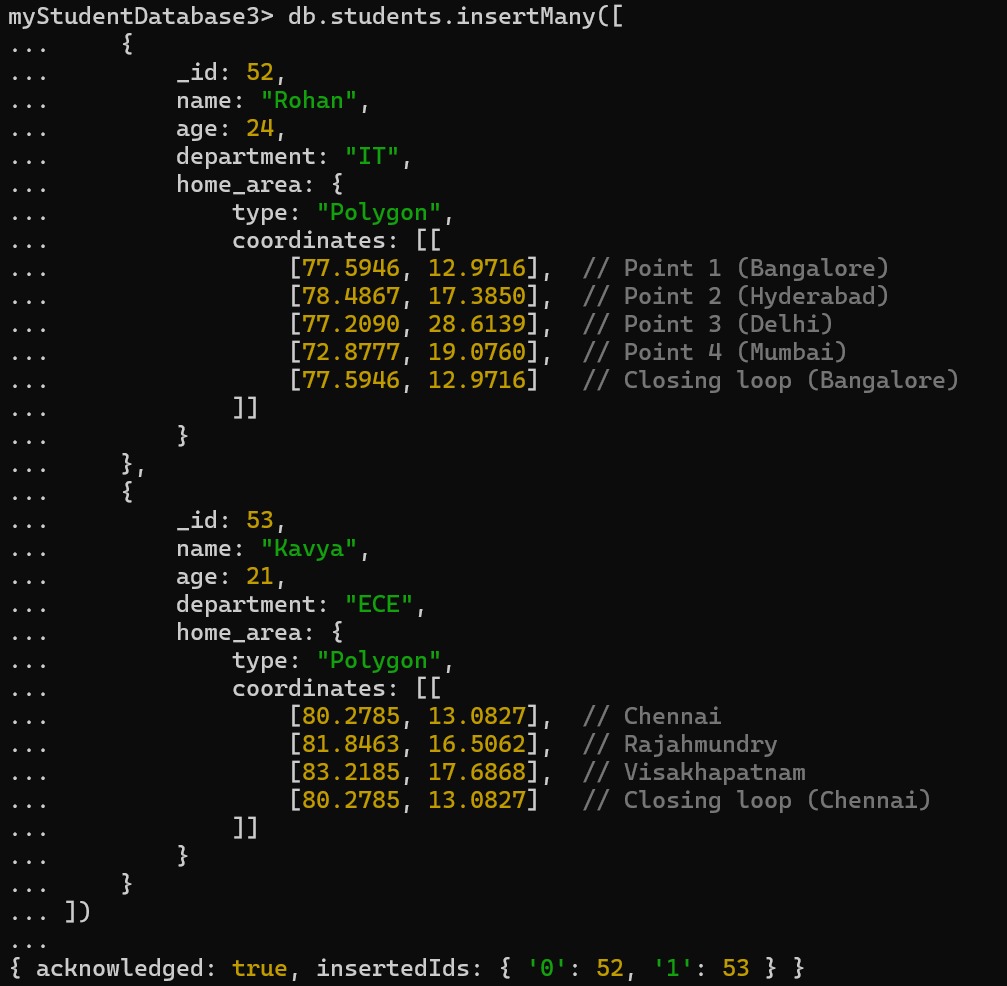 myStudentDatabase3> db.students.insertMany([
...     {
...         _id: 52,
...         name: "Rohan",
...         age: 24,
...         department: "IT",
...         home_area: {
...             type: "Polygon",
...             coordinates: [[
...                 [77.5946, 12.9716],  // Point 1 (Bangalore)
...                 [78.4867, 17.3850],  // Point 2 (Hyderabad)
...                 [77.2090, 28.6139],  // Point 3 (Delhi)
...                 [72.8777, 19.0760],  // Point 4 (Mumbai)
...                 [77.5946, 12.9716]   // Closing loop (Bangalore)
...             ]]
...         }
...     },
...     {
...         _id: 53,
...         name: "Kavya",
...         age: 21,
...         department: "ECE",
...         home_area: {
...             type: "Polygon",
...             coordinates: [[
...                 [80.2785, 13.0827],  // Chennai
...                 [81.8463, 16.5062],  // Rajahmundry
...                 [83.2185, 17.6868],  // Visakhapatnam
...                 [80.2785, 13.0827]   // Closing loop (Chennai)
...             ]]
...         }
...     }
... ])
...
{ acknowledged: true, insertedIds: { '0': 52, '1': 53 } }